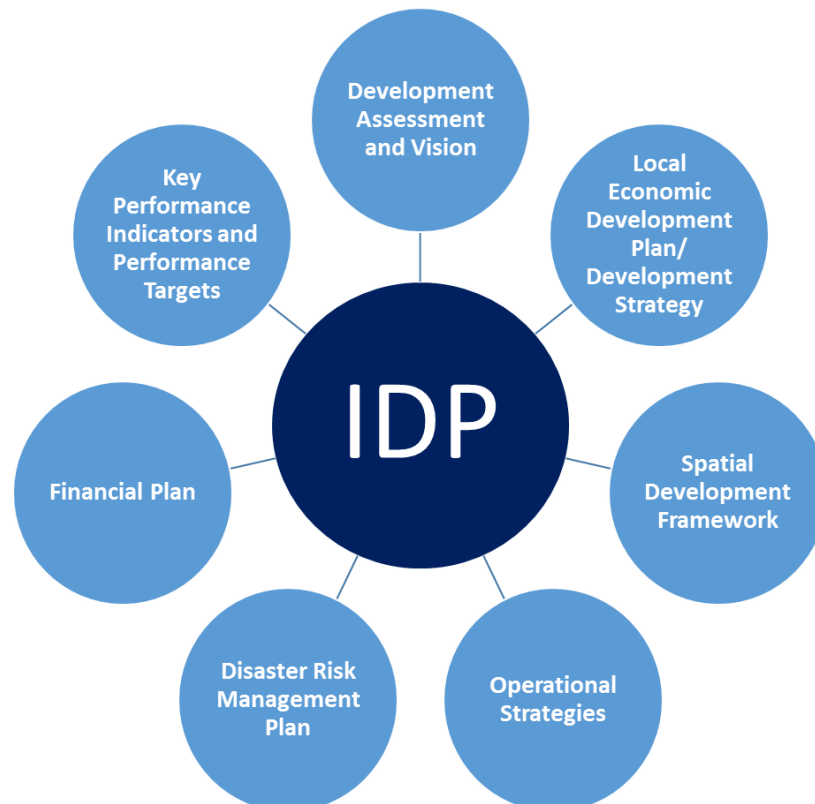 Development
Assessment
and Vision
Local
Economic
Development
Plan/
Development
Strategy
Spatial
Development
Framework
Operational
Strategies
Disaster Risk
Management
Plan
Financial Plan
Key
Performance
Indicators and
Performance
Targets
IDP